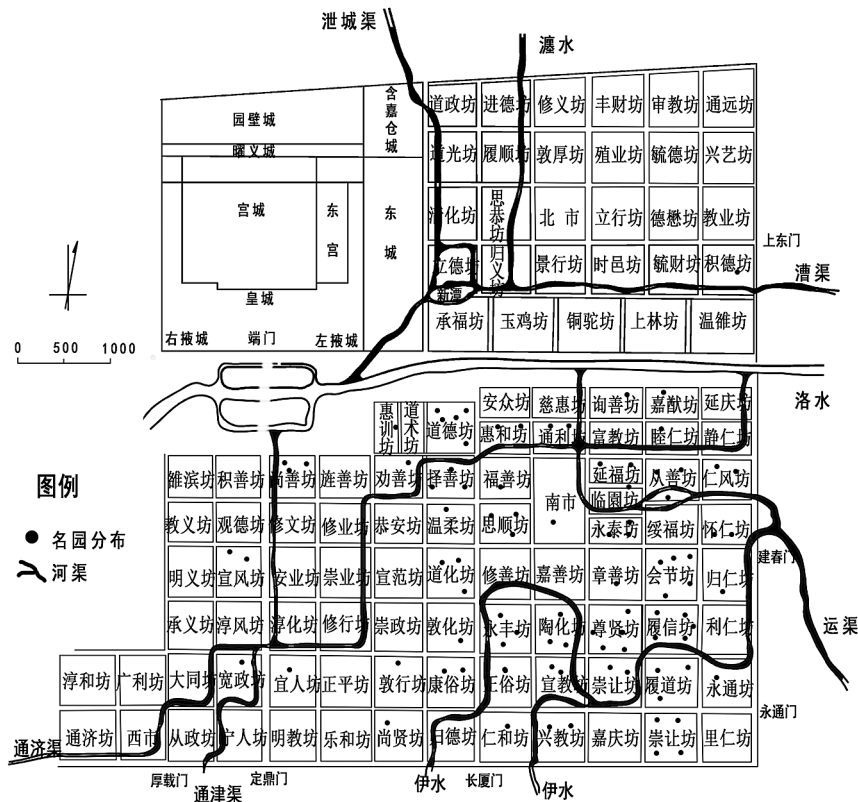 泄城渠
瀍水
含嘉仓城
道政坊 进德坊 修义坊 丰财坊 审教坊 通远坊
园壁城
曜义城
道光坊 履顺坊 敦厚坊 殖业坊 毓德坊 兴艺坊
宫城
东宫
东城
清化坊 思恭坊 北市 立行坊 德懋坊 教业坊
上东门
立德坊 归义坊 景行坊 时邑坊 毓财坊 积德坊
漕渠
新潭
皇城
承福坊 玉鸡坊 铜驼坊 上林坊 温雒坊
右掖城 端门 左掖城
0 500 1000
洛水
安众坊 慈惠坊 询善坊 嘉猷坊 延庆坊
惠训坊 道术坊 道德坊 惠和坊 通利坊 富教坊 睦仁坊 静仁坊
雒滨坊 积善坊 尚善坊 旌善坊 劝善坊 择善坊 福善坊 南市 延福坊 从善坊 仁风坊
临圜坊
图例
名园分布
河渠
教义坊 观德坊 修文坊 修业坊 恭安坊 温柔坊 思顺坊 永泰坊 绥福坊 怀仁坊
建春门
明义坊 宣风坊 安业坊 崇业坊 宣范坊 道化坊 修善坊 嘉善坊 章善坊 会节坊 归仁坊
承义坊 淳风坊 淳化坊 修行坊 崇政坊 敦化坊 永丰坊 陶化坊 尊贤坊 履信坊 利仁坊
运渠
淳和坊 广利坊 大同坊 宽政坊 宜人坊 正平坊 敦行坊 康俗坊 正俗坊 宣教坊 崇让坊 履道坊 永通坊
永通门
通济坊 西市 从政坊 宁人坊 明教坊 乐和坊 尚贤坊 归德坊 仁和坊 兴教坊 嘉庆坊 崇让坊 里仁坊
通济渠
厚载门 定鼎门 长厦门
通津渠 伊水 伊水